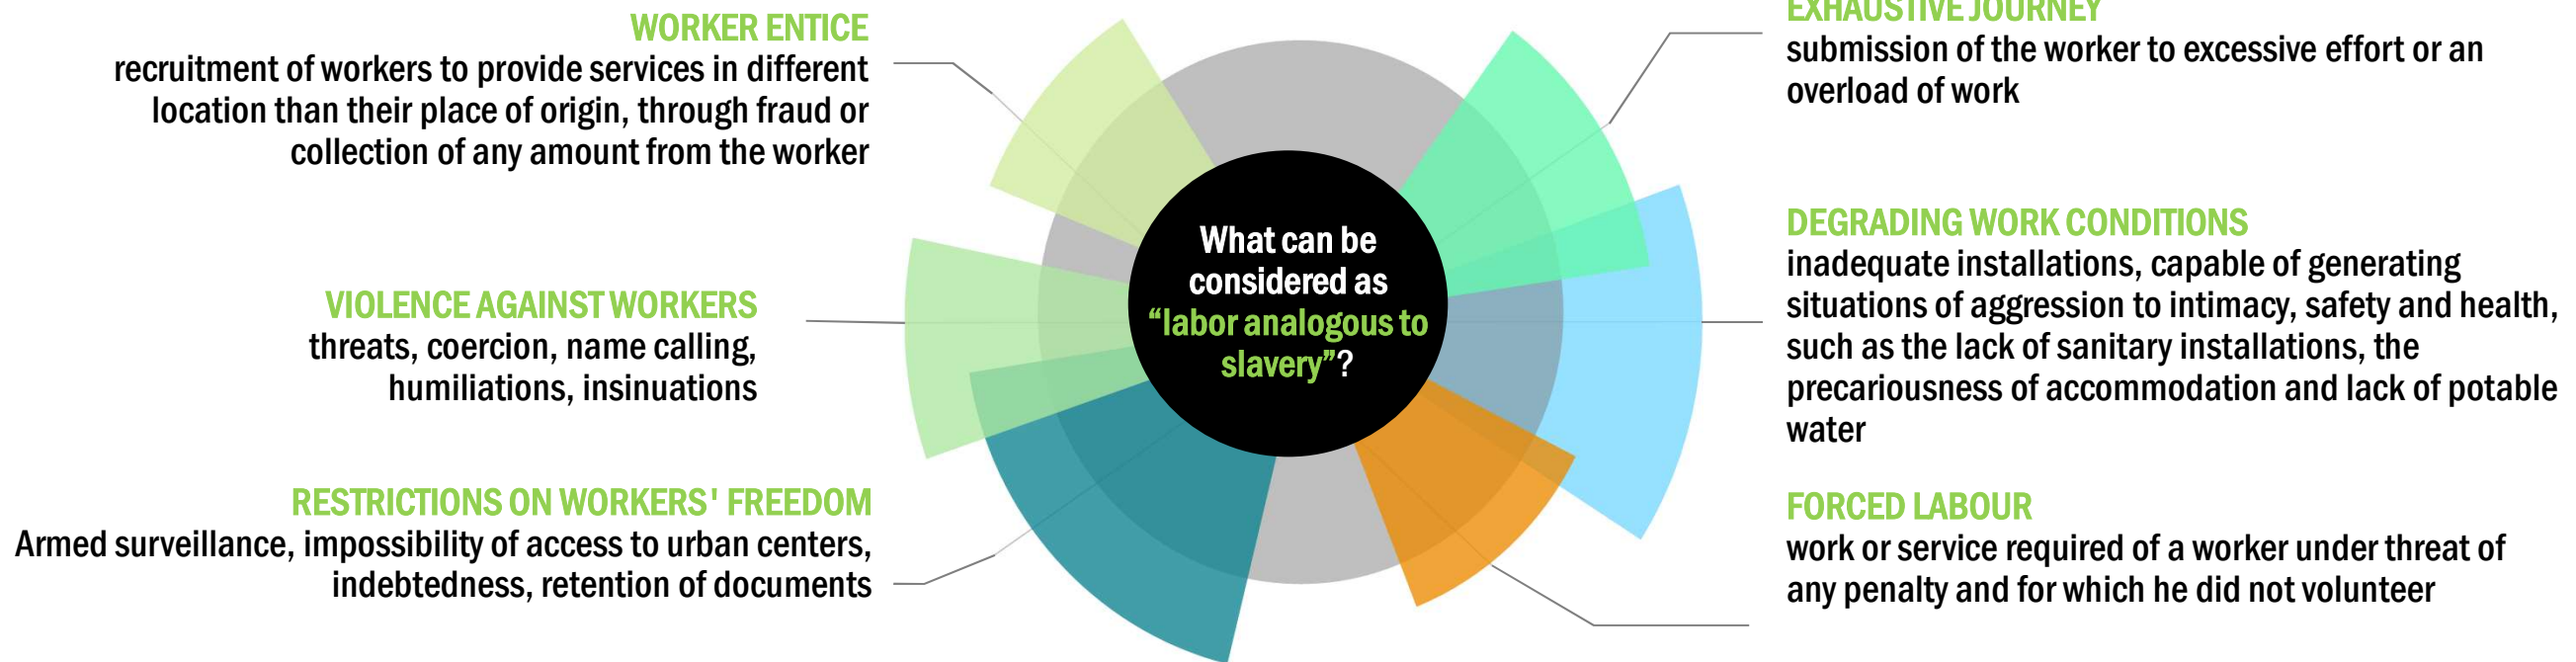 WORKER ENTICE
recruitment of workers to provide services in different
location than their place of origin, through fraud or
collection of any amount from the worker
VIOLENCE AGAINST WORKERS
threats, coercion, name calling,
humiliations, insinuations
RESTRICTIONS ON WORKERS' FREEDOM
Armed surveillance, impossibility of access to urban centers,
indebtedness, retention of documents
What can be
considered as
“labor analogous to
slavery”?
EXHAUSTIVE JOURNEY
submission of the worker to excessive effort or an
overload of work
DEGRADING WORK CONDITIONS
inadequate installations, capable of generating
situations of aggression to intimacy, safety and health,
such as the lack of sanitary installations, the
precariousness of accommodation and lack of potable
water
FORCED LABOUR
work or service required of a worker under threat of
any penalty and for which he did not volunteer